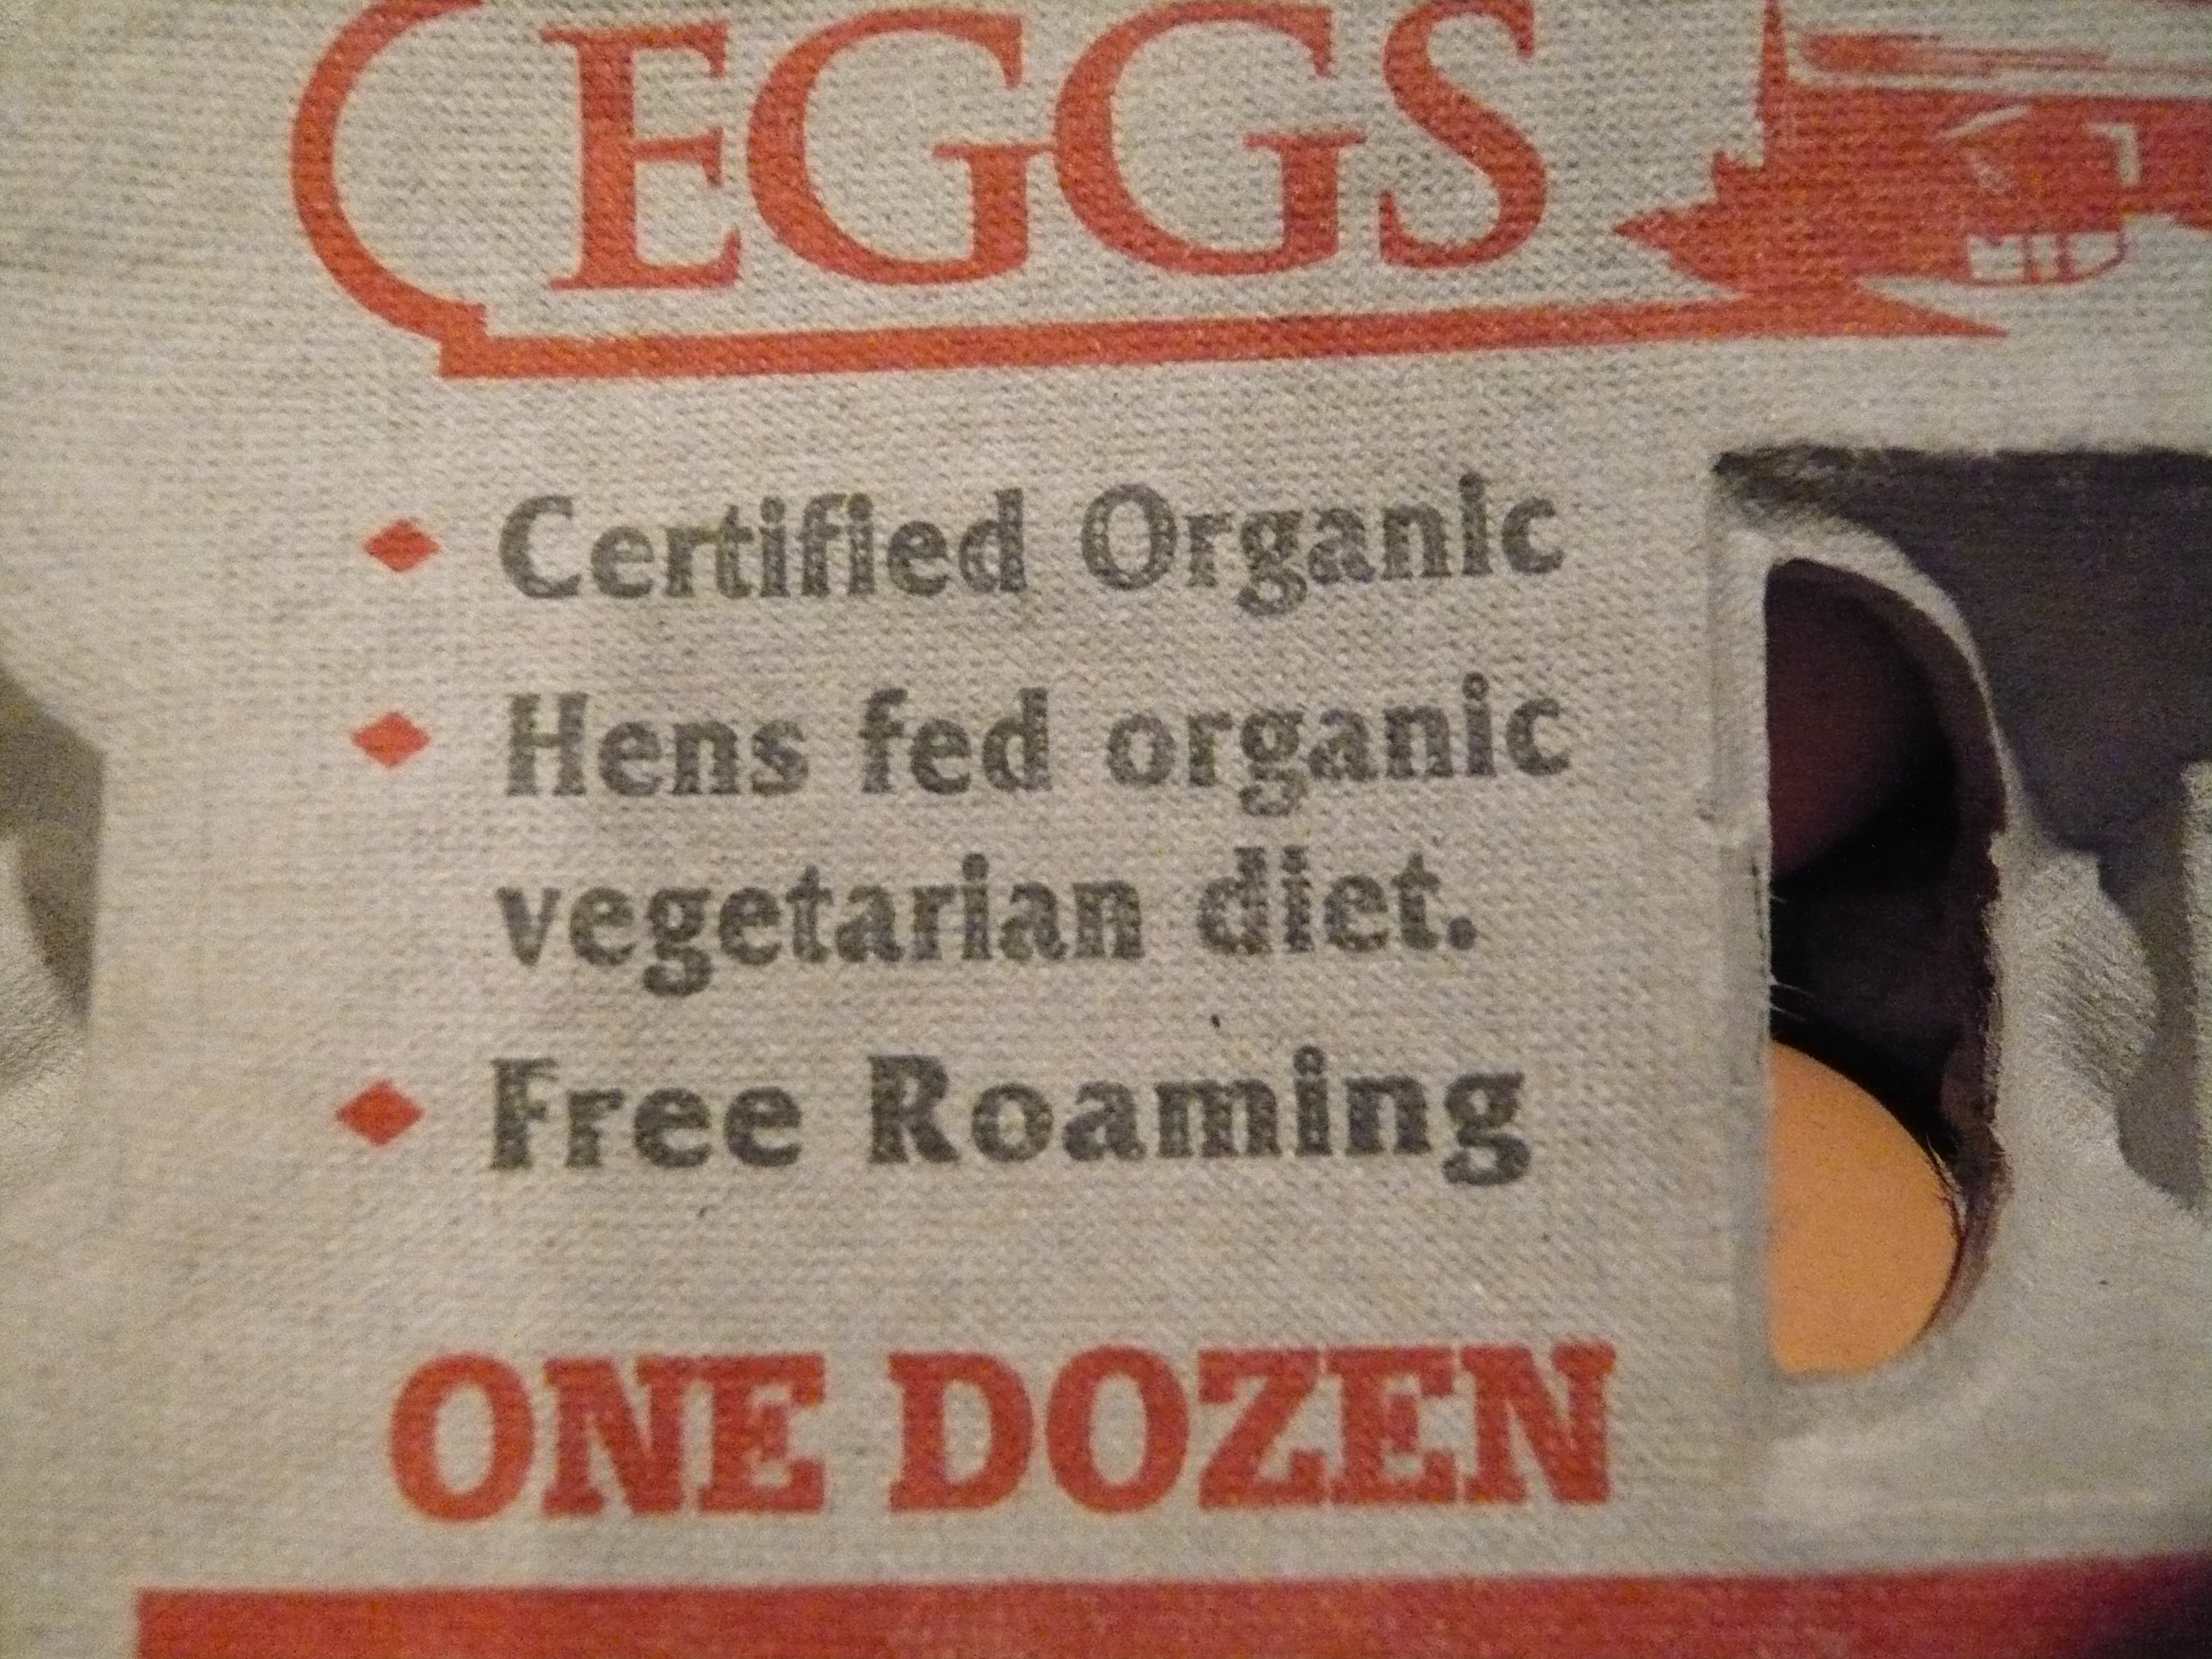 EGGS
Certified Organic
Hens fed organic
vegetarian diet.
Free Roaming
ONE DOZEN